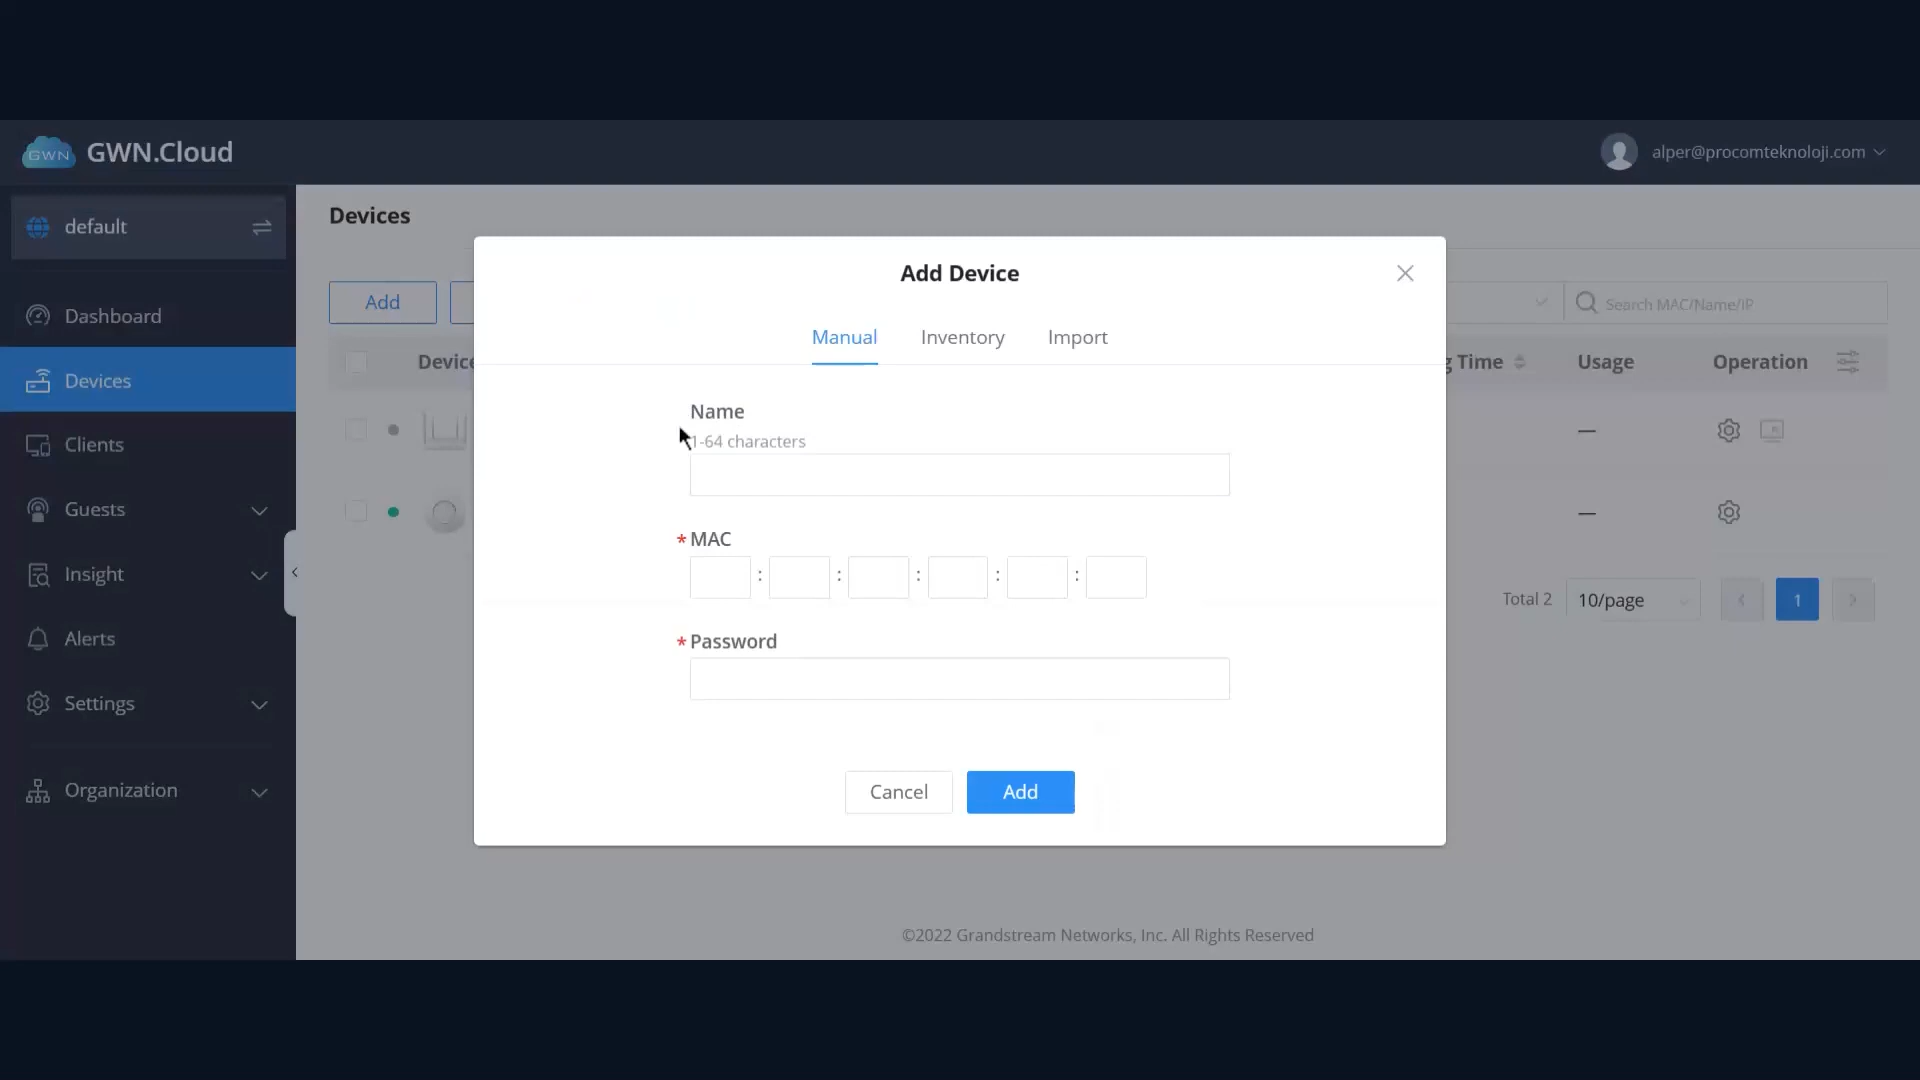 GWN GWN.Cloud
alper@procomteknoloji.com
default
Dashboard
Devices
Clients
Guests
Insight
Alerts
Settings
Organization
Devices
Add
Search MAC/Name/IP
Device
g Time
Usage
Operation
—
—
Total 2
10/page
1
Add Device
Manual
Inventory
Import
Name
1-64 characters
* MAC
: : : : :
* Password
Cancel
Add
©2022 Grandstream Networks, Inc. All Rights Reserved